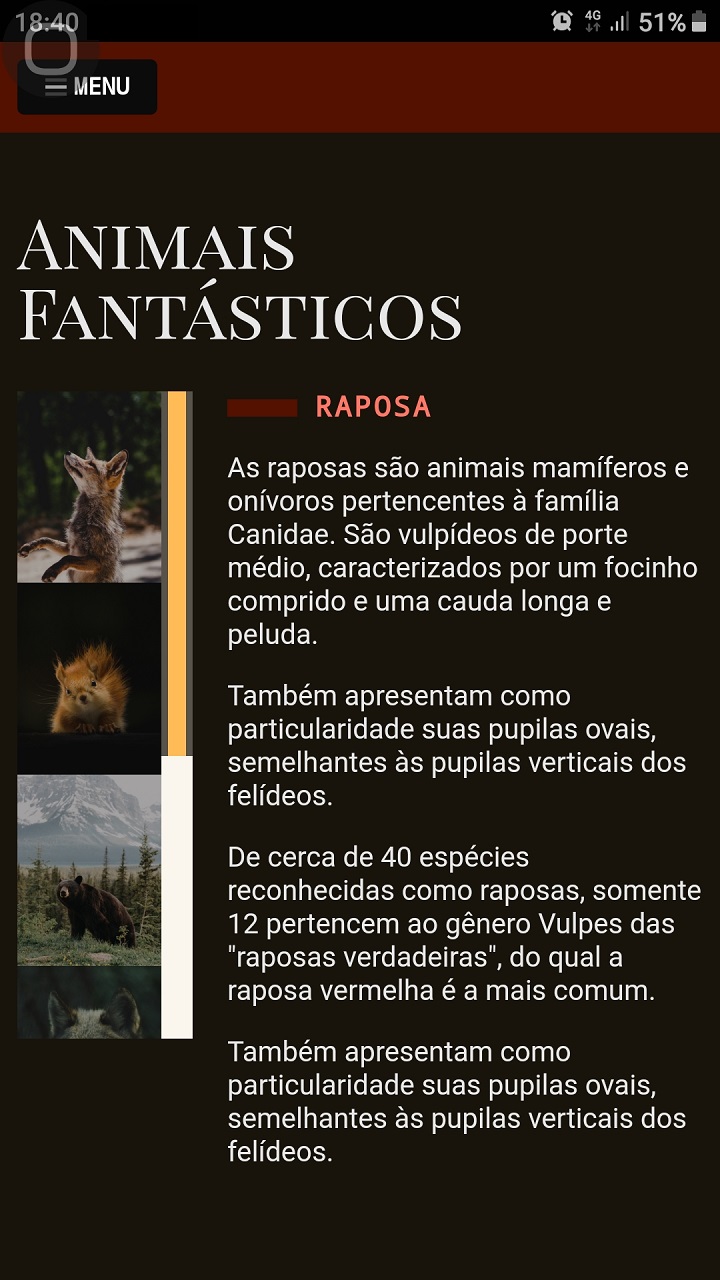 18:40
4G
51%
MENU
Animais
Fantásticos
RAPOSA
As raposas são animais mamíferos e
onívoros pertencentes à família
Canidae. São vulpídeos de porte
médio, caracterizados por um focinho
comprido e uma cauda longa e
peluda.
Também apresentam como
particularidade suas pupilas ovais,
semelhantes às pupilas verticais dos
felídeos.
De cerca de 40 espécies
reconhecidas como raposas, somente
12 pertencem ao gênero Vulpes das
"raposas verdadeiras", do qual a
raposa vermelha é a mais comum.
Também apresentam como
particularidade suas pupilas ovais,
semelhantes às pupilas verticais dos
felídeos.